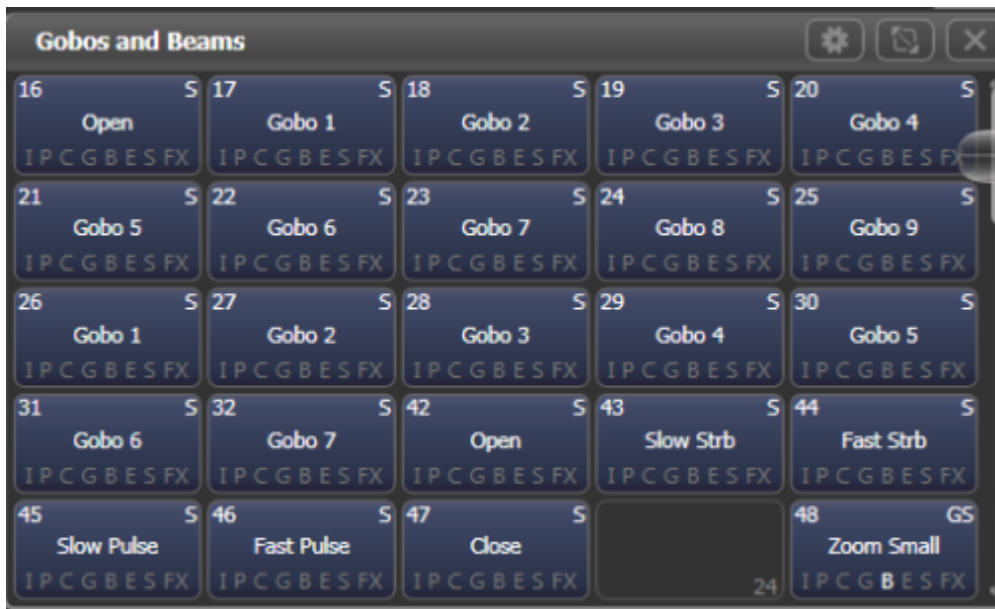 Gobos and Beams
16 S 17 S 18 S 19 S 20 S
Open Gobo 1 Gobo 2 Gobo 3 Gobo 4
I P C G B E S FX I P C G B E S FX I P C G B E S FX I P C G B E S FX I P C G B E S FX
21 S 22 S 23 S 24 S 25 S
Gobo 5 Gobo 6 Gobo 7 Gobo 8 Gobo 9
I P C G B E S FX I P C G B E S FX I P C G B E S FX I P C G B E S FX I P C G B E S FX
26 S 27 S 28 S 29 S 30 S
Gobo 1 Gobo 2 Gobo 3 Gobo 4 Gobo 5
I P C G B E S FX I P C G B E S FX I P C G B E S FX I P C G B E S FX I P C G B E S FX
31 S 32 S 42 S 43 S 44 S
Gobo 6 Gobo 7 Open Slow Strb Fast Strb
I P C G B E S FX I P C G B E S FX I P C G B E S FX I P C G B E S FX I P C G B E S FX
45 S 46 S 47 S 48 GS
Slow Pulse Fast Pulse Close Zoom Small
I P C G B E S FX I P C G B E S FX I P C G B E S FX 24 I P C G B E S FX